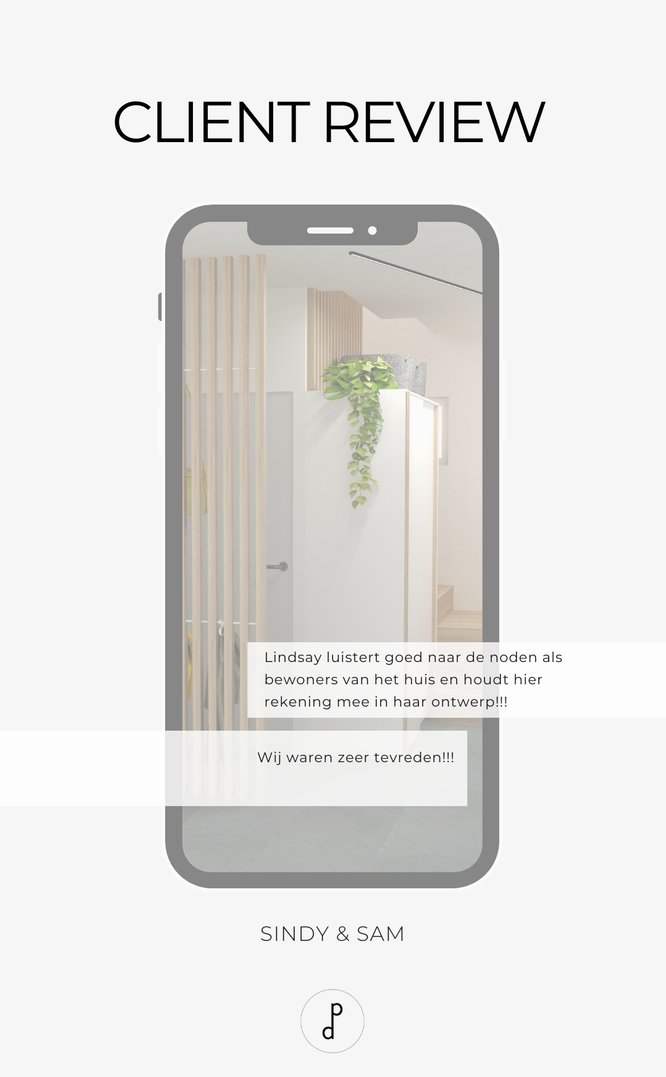 CLIENT REVIEW
Lindsay luistert goed naar de noden als
bewoners van het huis en houdt hier
rekening mee in haar ontwerp!!!
Wij waren zeer tevreden!!!
SINDY & SAM
dp